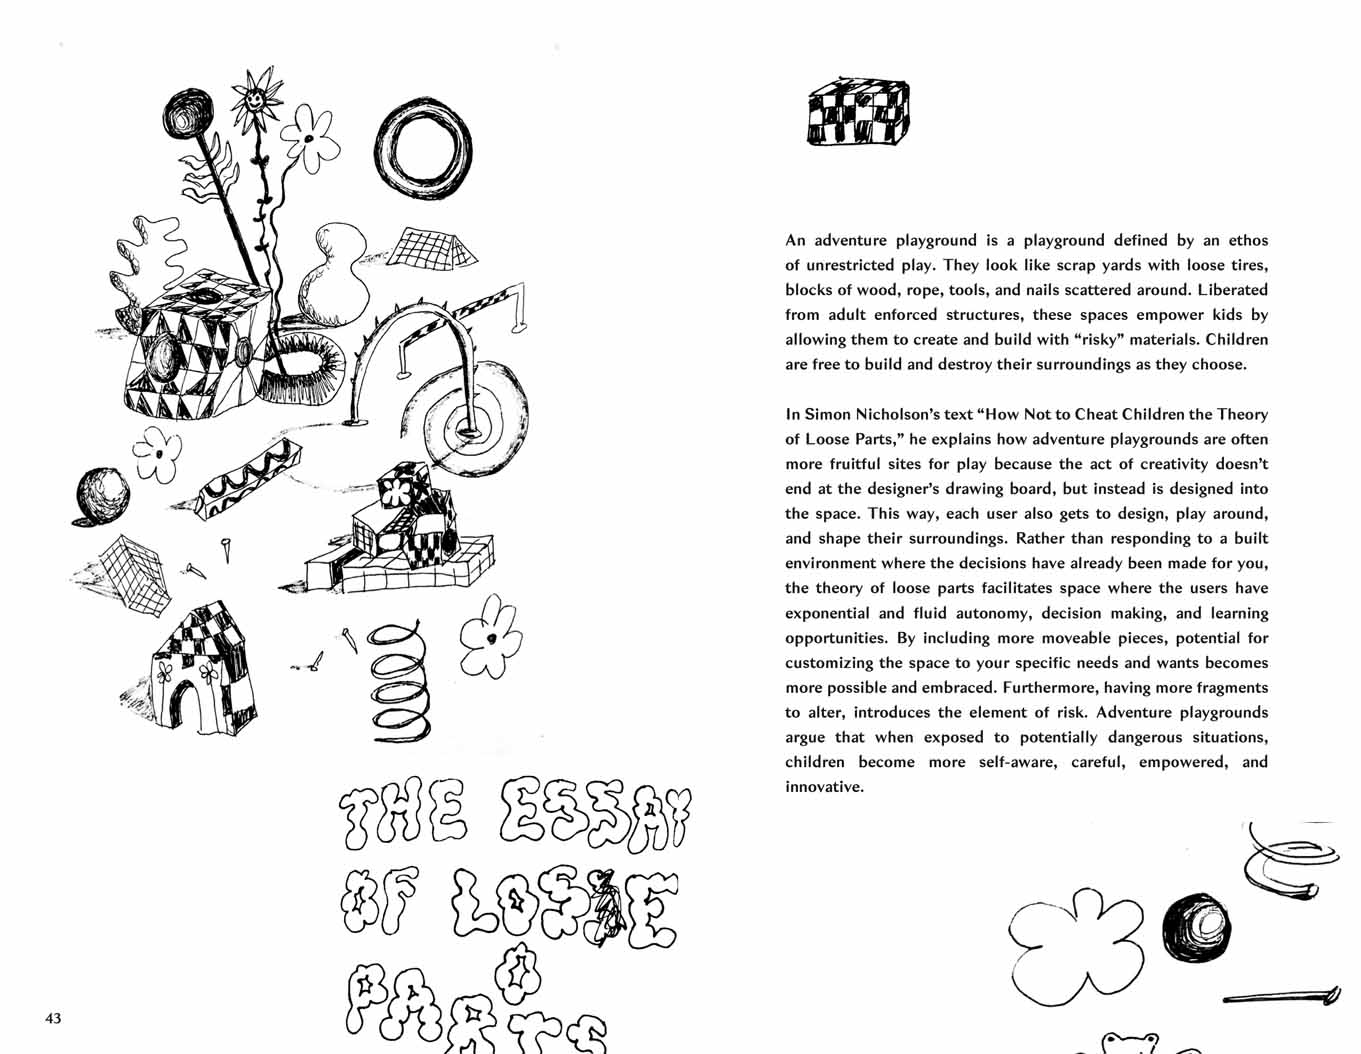 THE ESSAY
OF LOSE
O
PARTS
43
An adventure playground is a playground defined by an ethos
of unrestricted play. They look like scrap yards with loose tires,
blocks of wood, rope, tools, and nails scattered around. Liberated
from adult enforced structures, these spaces empower kids by
allowing them to create and build with “risky” materials. Children
are free to build and destroy their surroundings as they choose.
In Simon Nicholson’s text “How Not to Cheat Children the Theory
of Loose Parts,” he explains how adventure playgrounds are often
more fruitful sites for play because the act of creativity doesn’t
end at the designer’s drawing board, but instead is designed into
the space. This way, each user also gets to design, play around,
and shape their surroundings. Rather than responding to a built
environment where the decisions have already been made for you,
the theory of loose parts facilitates space where the users have
exponential and fluid autonomy, decision making, and learning
opportunities. By including more moveable pieces, potential for
customizing the space to your specific needs and wants becomes
more possible and embraced. Furthermore, having more fragments
to alter, introduces the element of risk. Adventure playgrounds
argue that when exposed to potentially dangerous situations,
children become more self-aware, careful, empowered, and
innovative.